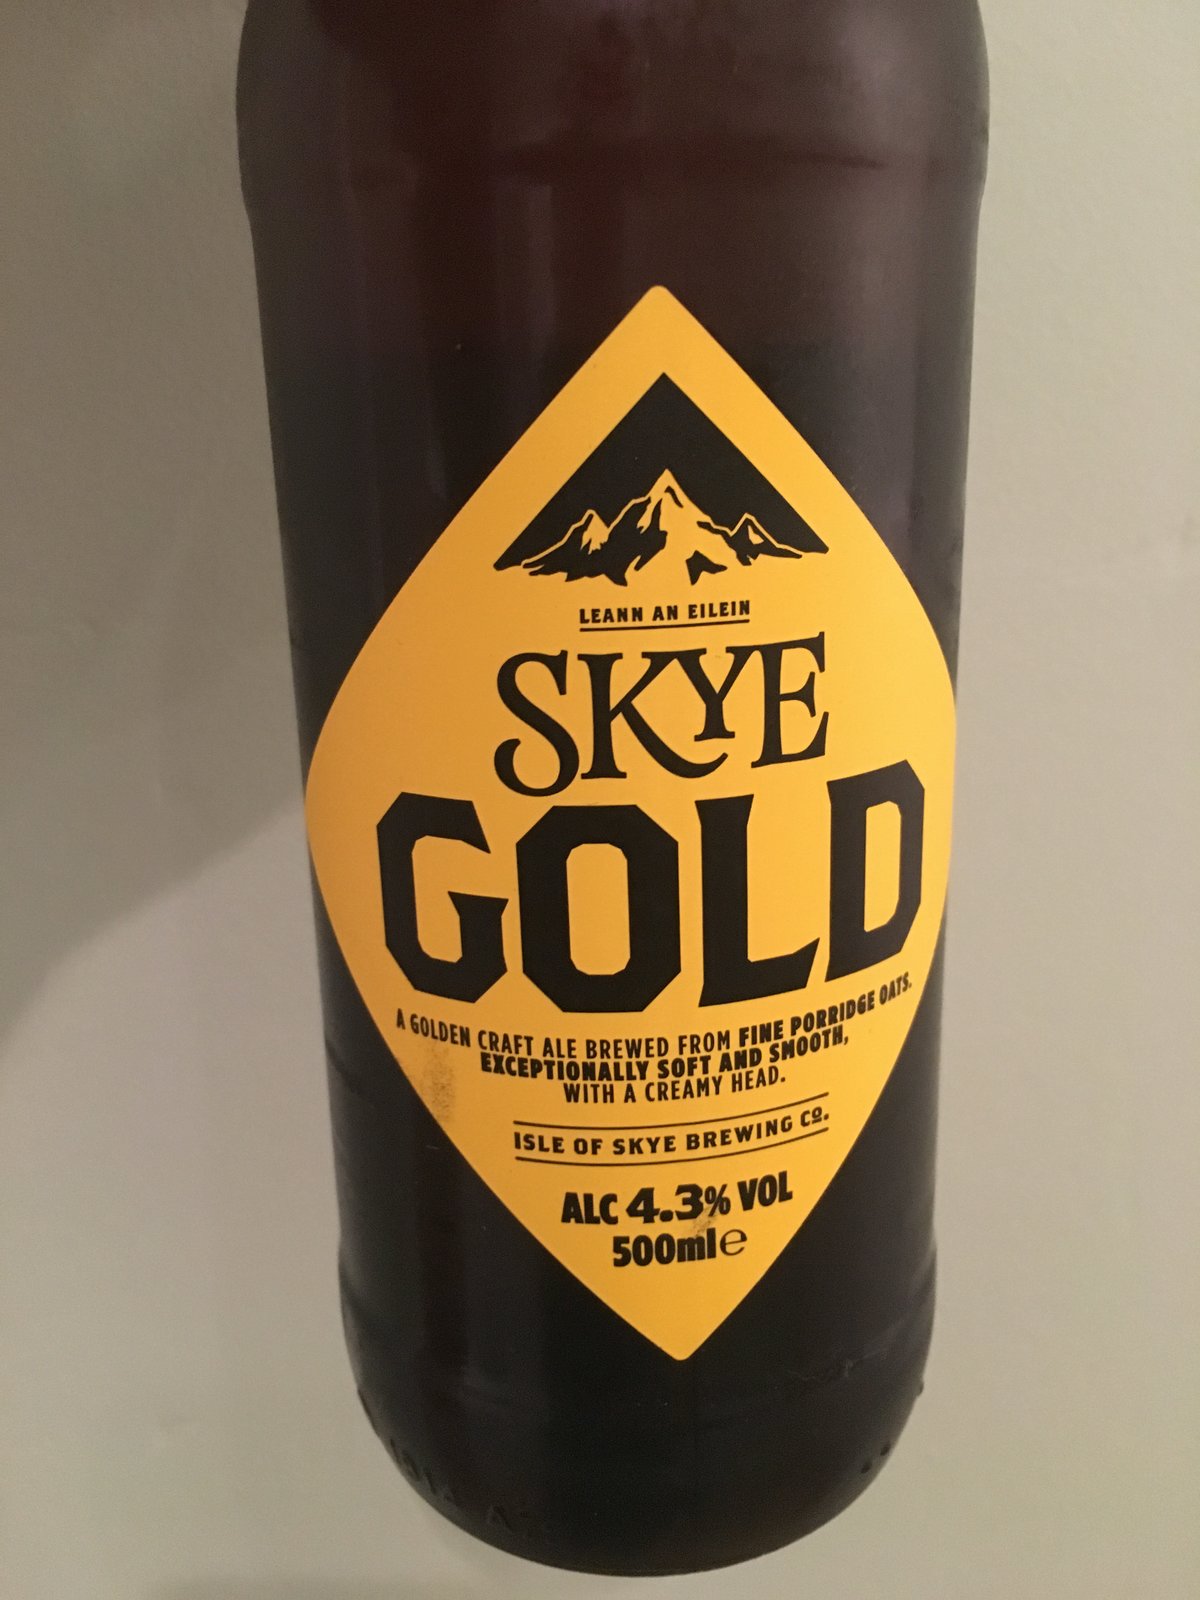 LEANN AN EILEIN
SKYE
GOLD
A GOLDEN CRAFT ALE BREWED FROM FINE PORRIDGE OATS.
EXCEPTIONALLY SOFT AND SMOOTH,
WITH A CREAMY HEAD.
ISLE OF SKYE BREWING Cº.
ALC 4.3% VOL
500ml℮